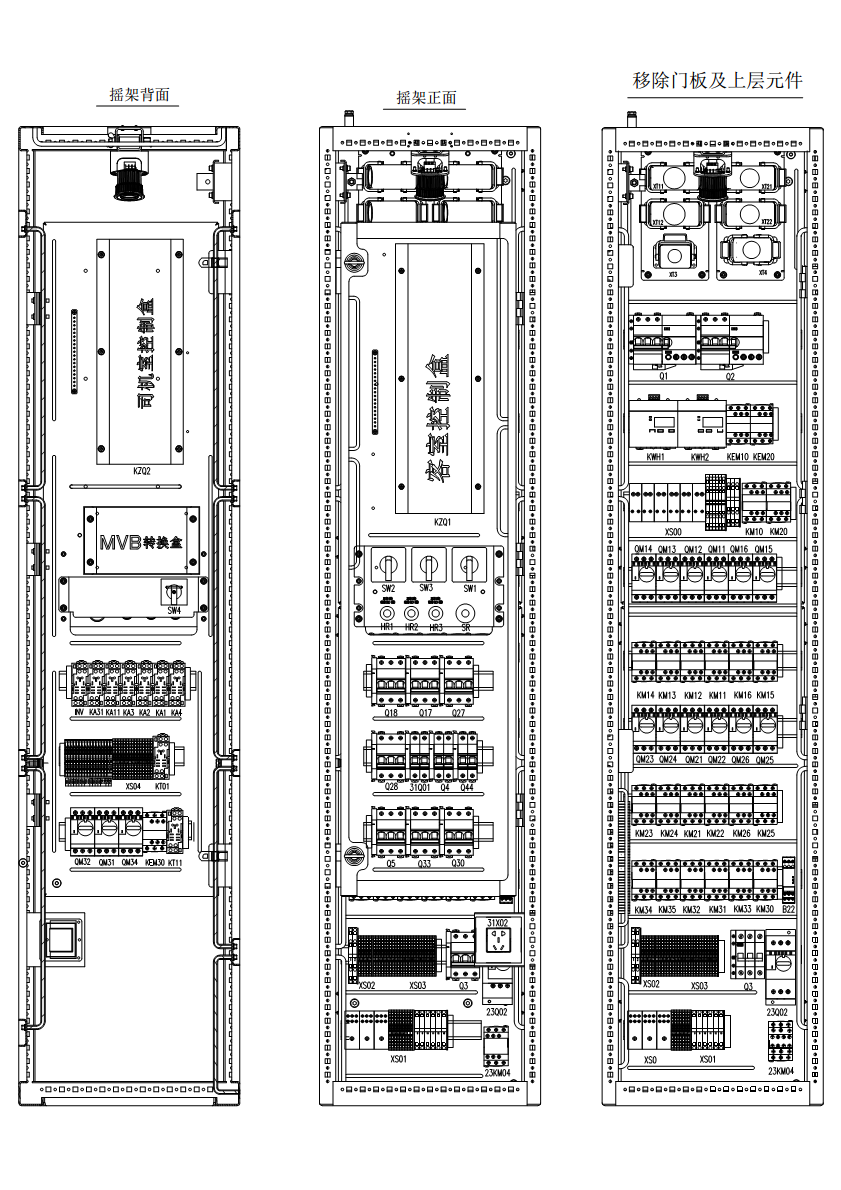 摇架背面
摇架正面
移除门板及上层元件
司机室控制盒
KZQ2
MVB转换盒
SW4
INV KA31 KA11 KA3 KA2 KA1 KA4
XS04 KT01
QM32 QM31 QM34 KEM30 KT11
客室控制盒
KZQ1
SW2 SW3 SW1
HR1 HR2 HR3 SR
Q18 Q17 Q27
Q28 31Q01 Q4 Q44
Q5 Q33 Q30
31X02
XS02 XS03 Q3
23Q02
XS01
23KM04
XT11 XT21
XT12 XT22
XT3 XT4
Q1 Q2
KWH1 KWH2 KEM10 KEM20
XS00 KM10 KM20
QM14 QM13 QM12 QM11 QM16 QM15
KM14 KM13 KM12 KM11 KM16 KM15
QM23 QM24 QM21 QM22 QM26 QM25
KM23 KM24 KM21 KM22 KM26 KM25
KM34 KM35 KM32 KM31 KM33 KM30 B22
XS02 XS03 Q3
23Q02
XS0 XS01
23KM04